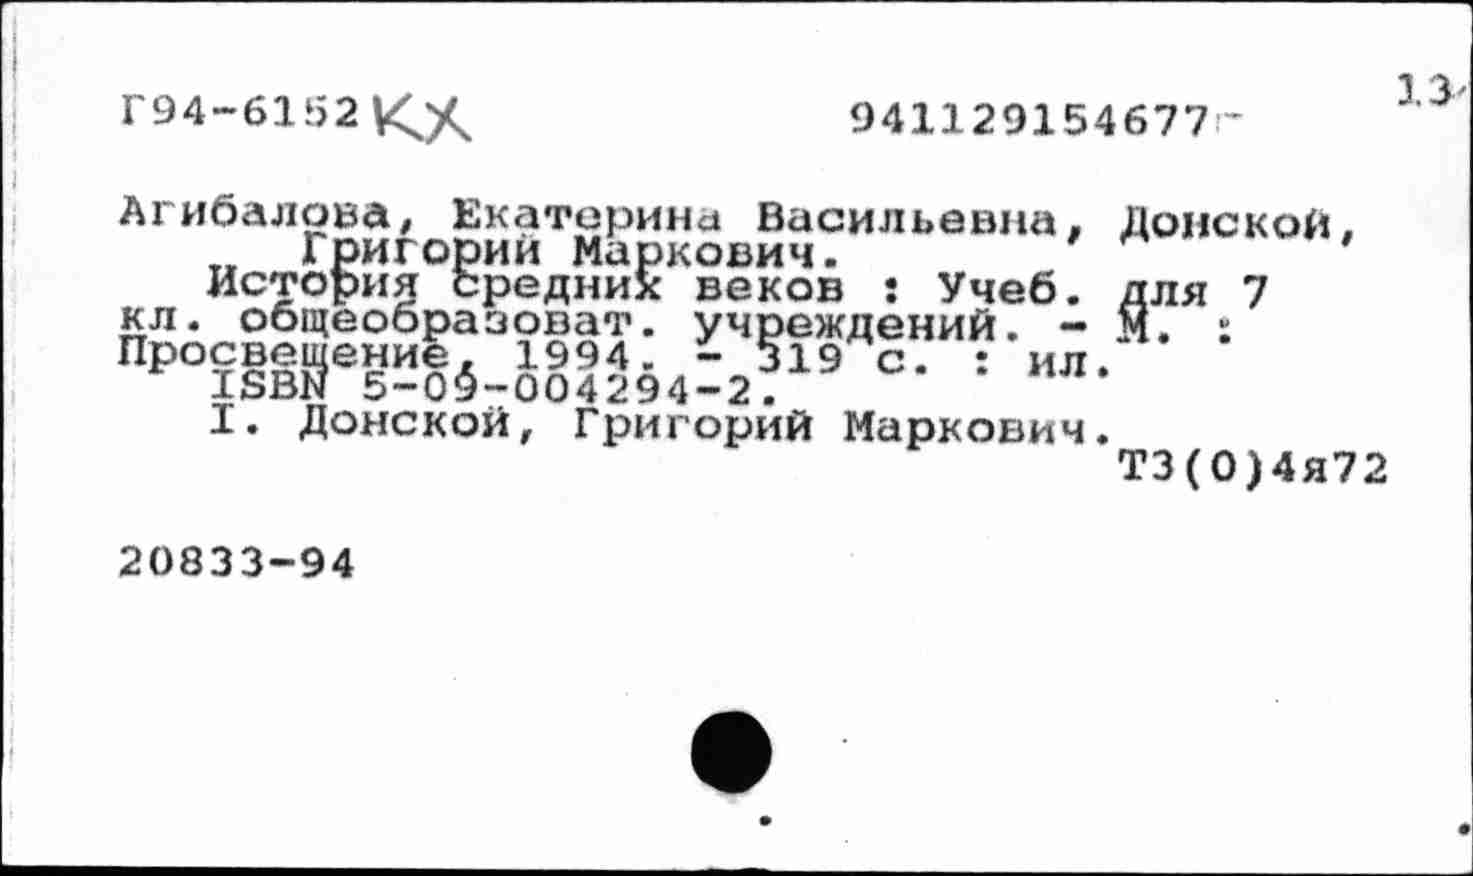 13
Г94-6152 КХ 941129154677г
Агибалова, Екатерина Васильевна, Донской,
Григорий Маркович.
История средних веков : Учеб. для 7
кл. общеобразоват. учреждений. - М. :
Просвещение, 1994. - 319 с. : ил.
ISBN 5-09-004294-2.
I. Донской, Григорий Маркович.
Т3(0)4я72
20833-94